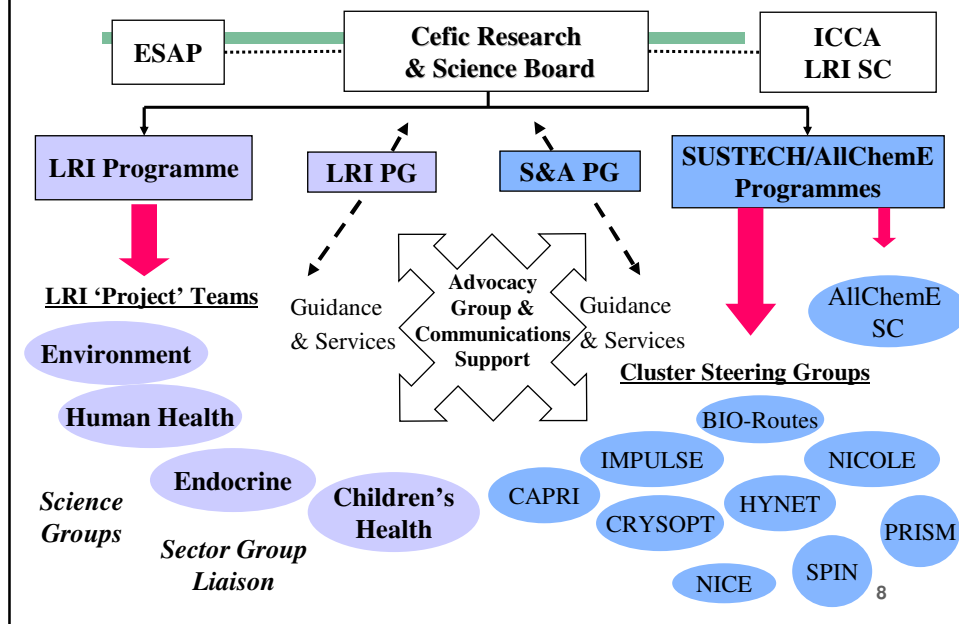 ESAP
Cefic Research
& Science Board
ICCA
LRI SC
LRI Programme
LRI PG
S&A PG
SUSTECH/AllChemE
Programmes
LRI ‘Project’ Teams
Guidance
& Services
Advocacy
Group &
Communications
Support
Guidance
& Services
AllChemE
SC
Cluster Steering Groups
Environment
Human Health
Endocrine
Children's
Health
Science
Groups
Sector Group
Liaison
BIO-Routes
IMPULSE
NICOLE
CAPRI
HYNET
CRYSOPT
PRISM
SPIN
NICE
8